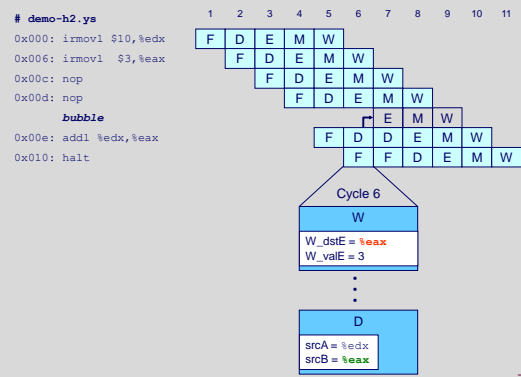 1 2 3 4 5 6 7 8 9 10 11
# demo-h2.ys
0x000: irmovl $10,%edx F D E M W
0x006: irmovl $3,%eax F D E M W
0x00c: nop F D E M W
0x00d: nop F D E M W
bubble E M W
0x00e: addl %edx,%eax F D D E M W
0x010: halt F F D E M W
Cycle 6
W
W_dstE = %eax
W_valE = 3
D
srcA = %edx
srcB = %eax